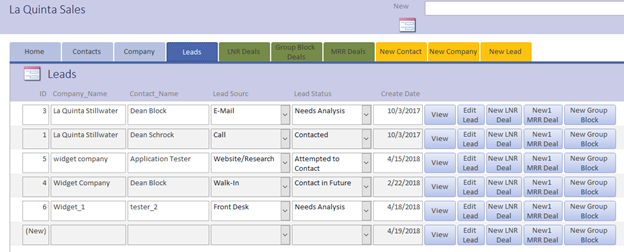 La Quinta Sales
New
Home Contacts Company Leads LNR Deals Group Block Deals MRR Deals New Contact New Company New Lead
Leads
ID Company_Name Contact_Name Lead Sourc Lead Status Create Date
3 La Quinta Stillwater Dean Block E-Mail Needs Analysis 10/3/2017 View Edit Lead New LNR Deal New1 MRR Deal New Group Block
1 La Quinta Stillwater Dean Schrock Call Contacted 10/3/2017 View Edit Lead New LNR Deal New1 MRR Deal New Group Block
5 widget company Application Tester Website/Research Attempted to Contact 4/15/2018 View Edit Lead New LNR Deal New1 MRR Deal New Group Block
4 Widget Company Dean Block Walk-In Contact in Future 2/22/2018 View Edit Lead New LNR Deal New1 MRR Deal New Group Block
6 Widget_1 tester_2 Front Desk Needs Analysis 4/18/2018 View Edit Lead New LNR Deal New1 MRR Deal New Group Block
(New) 4/19/2018 View Edit Lead New LNR Deal New1 MRR Deal New Group Block